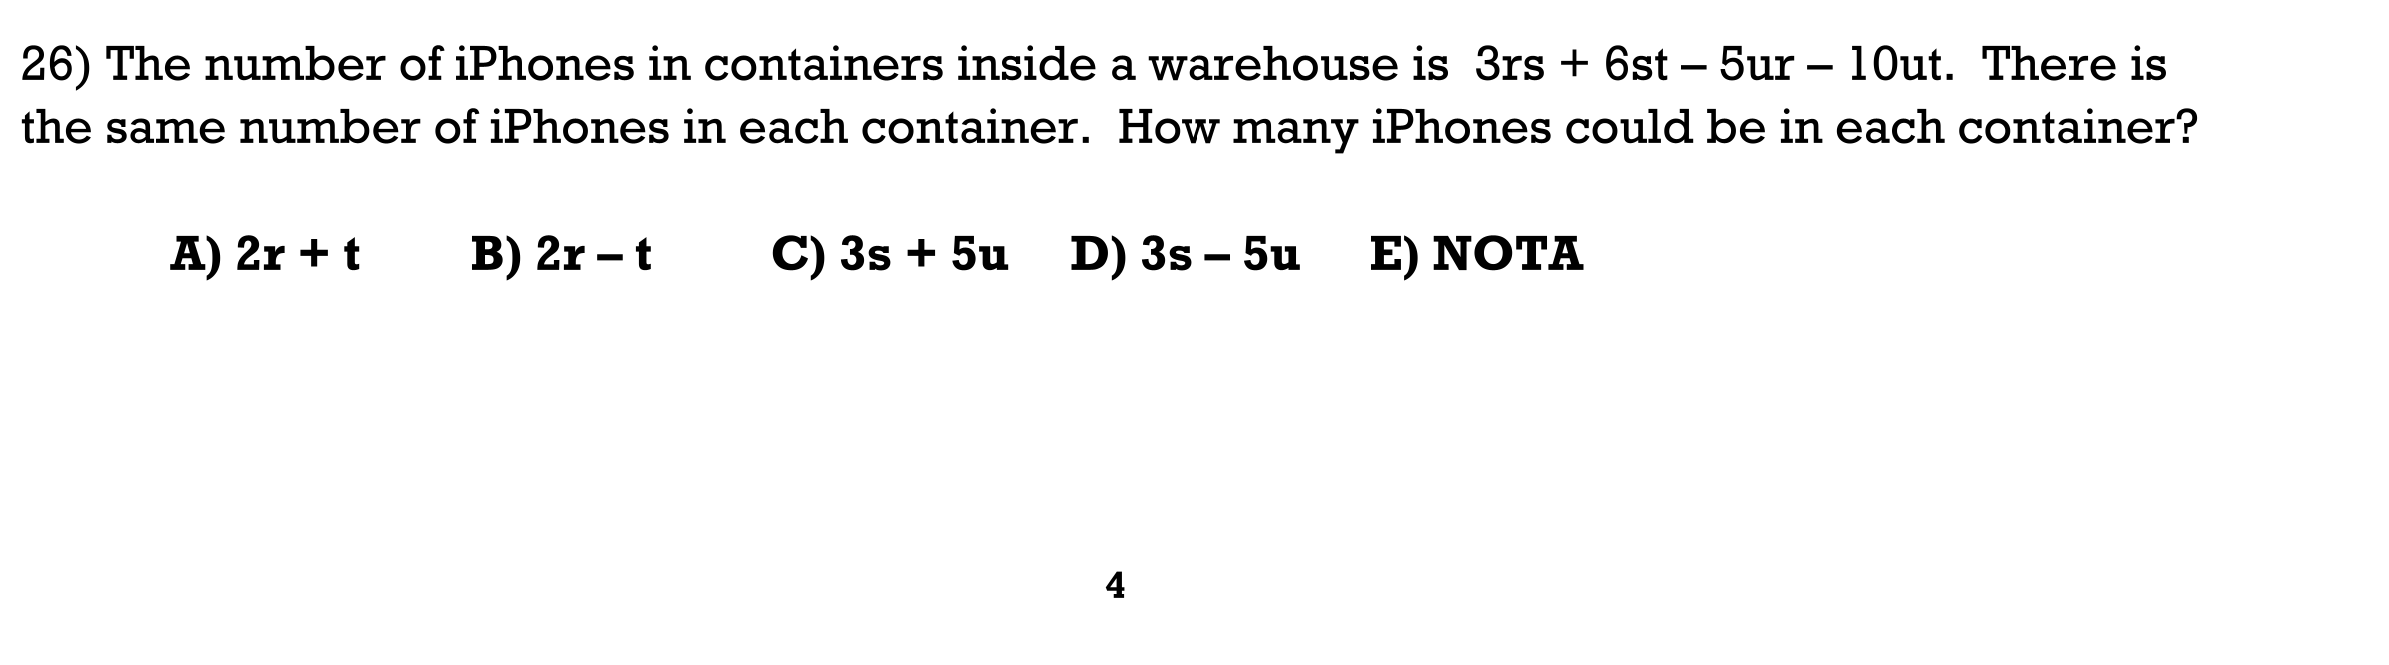 26) The number of iPhones in containers inside a warehouse is 3rs + 6st – 5ur – 10ut. There is
the same number of iPhones in each container. How many iPhones could be in each container?
A) 2r + t B) 2r – t C) 3s + 5u D) 3s – 5u E) NOTA
4